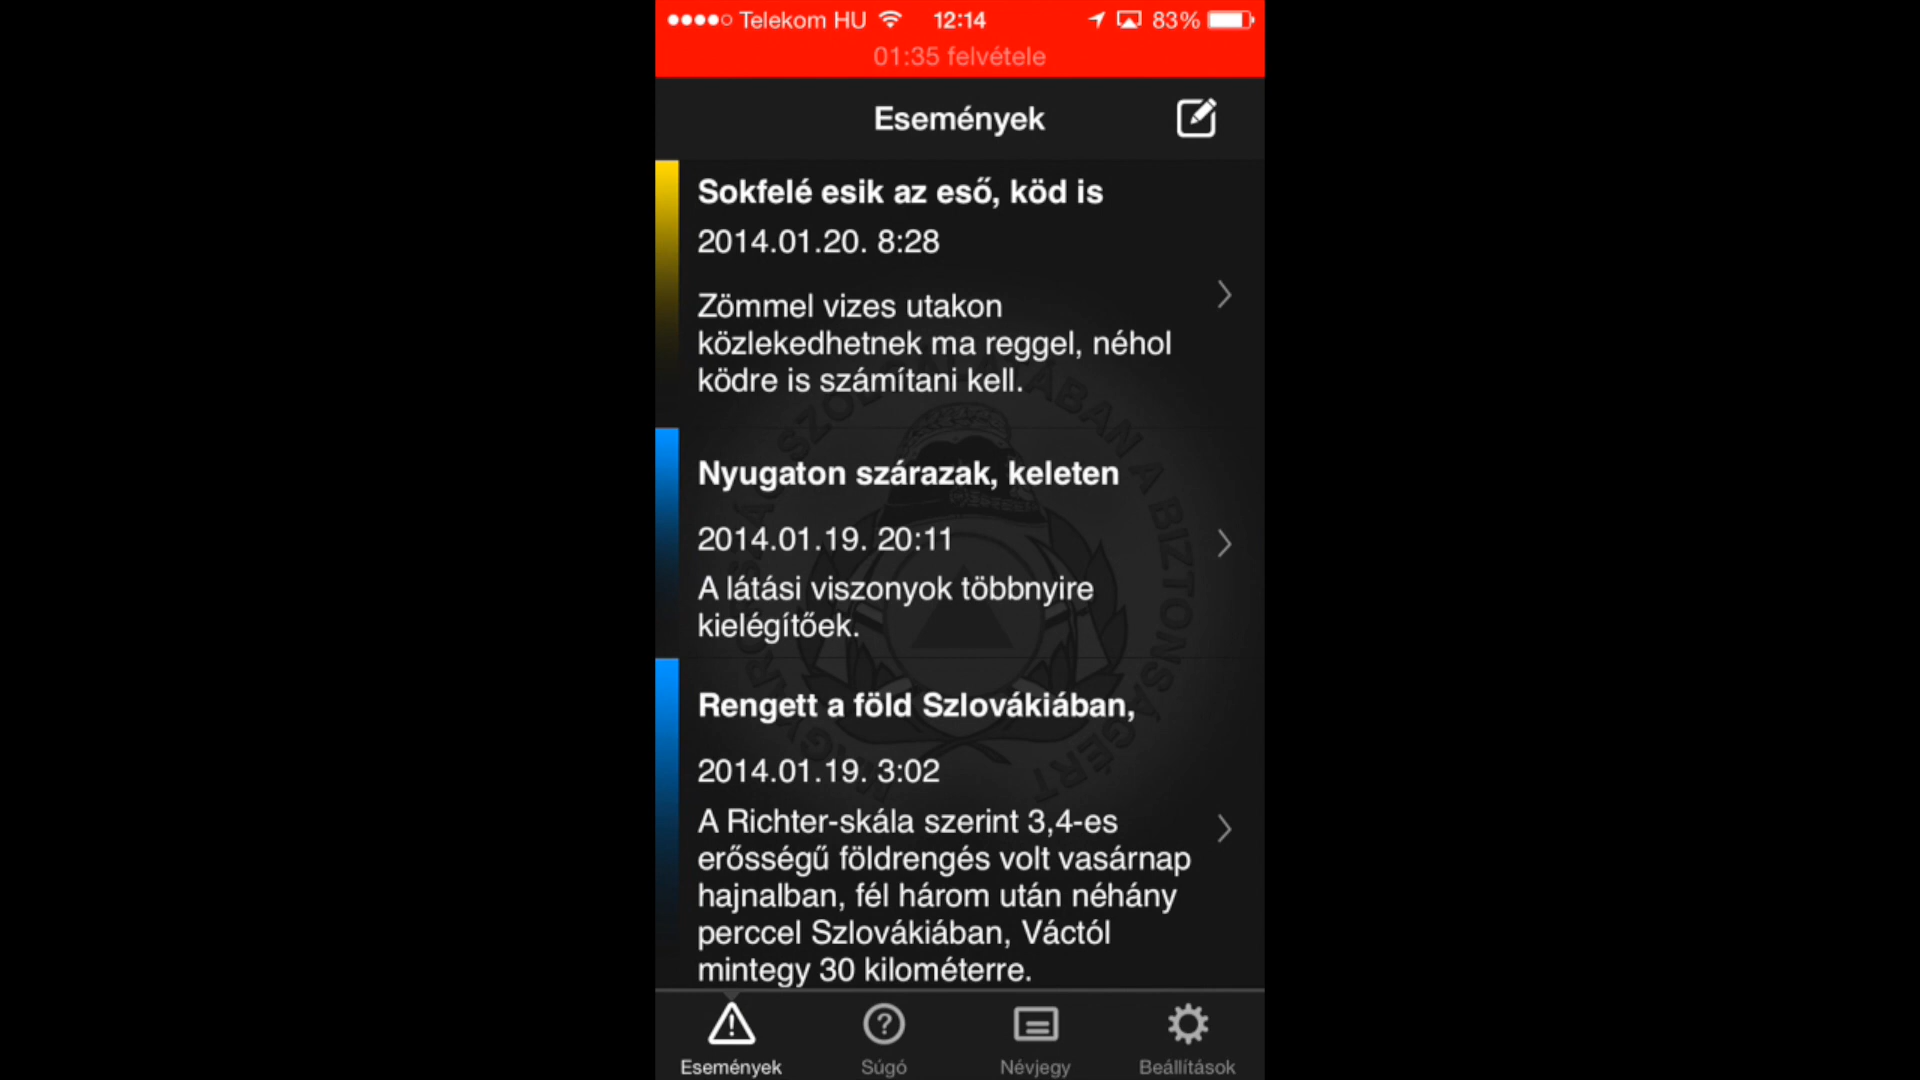 Telekom HU 12:14 83%
01:35 felvétele
Események
Sokfelé esik az eső, köd is
2014.01.20. 8:28
Zömmel vizes utakon
közlekedhetnek ma reggel, néhol
ködre is számítani kell.
Nyugaton szárazak, keleten
2014.01.19. 20:11
A látási viszonyok többnyire
kielégítőek.
Rengett a föld Szlovákiában,
2014.01.19. 3:02
A Richter-skála szerint 3,4-es
erősségű földrengés volt vasárnap
hajnalban, fél három után néhány
perccel Szlovákiában, Váctól
mintegy 30 kilométerre.
Események Súgó Névjegy Beállítások